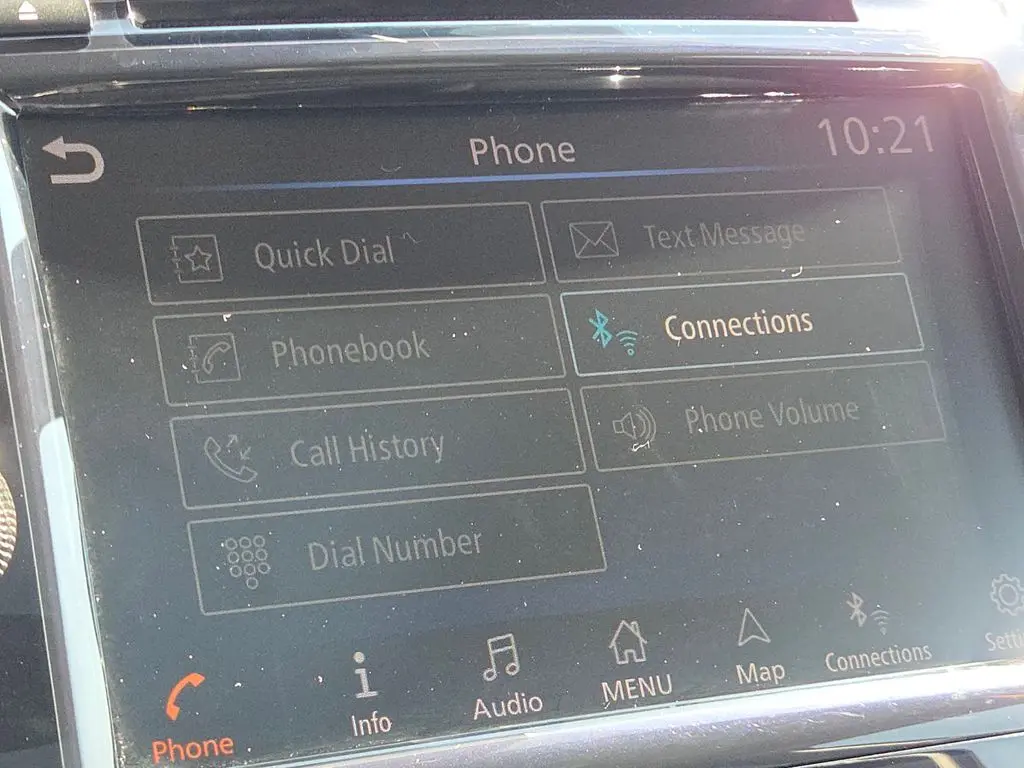 Phone
10:21
Quick Dial
Text Message
Phonebook
Connections
Call History
Phone Volume
Dial Number
Phone
Info
Audio
MENU
Map
Connections